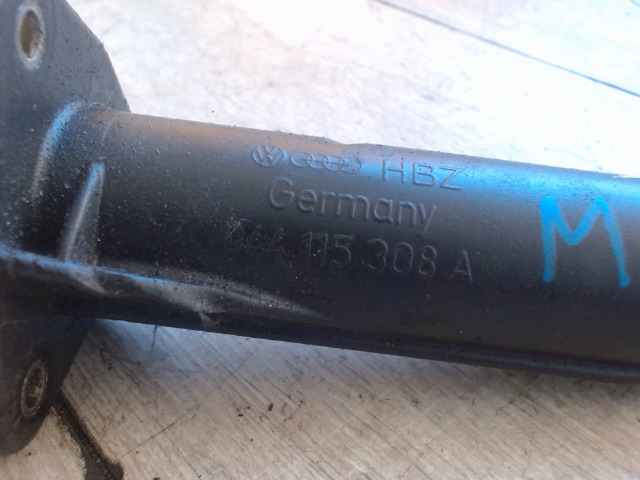 HBZ
Germany
115.308 A
M